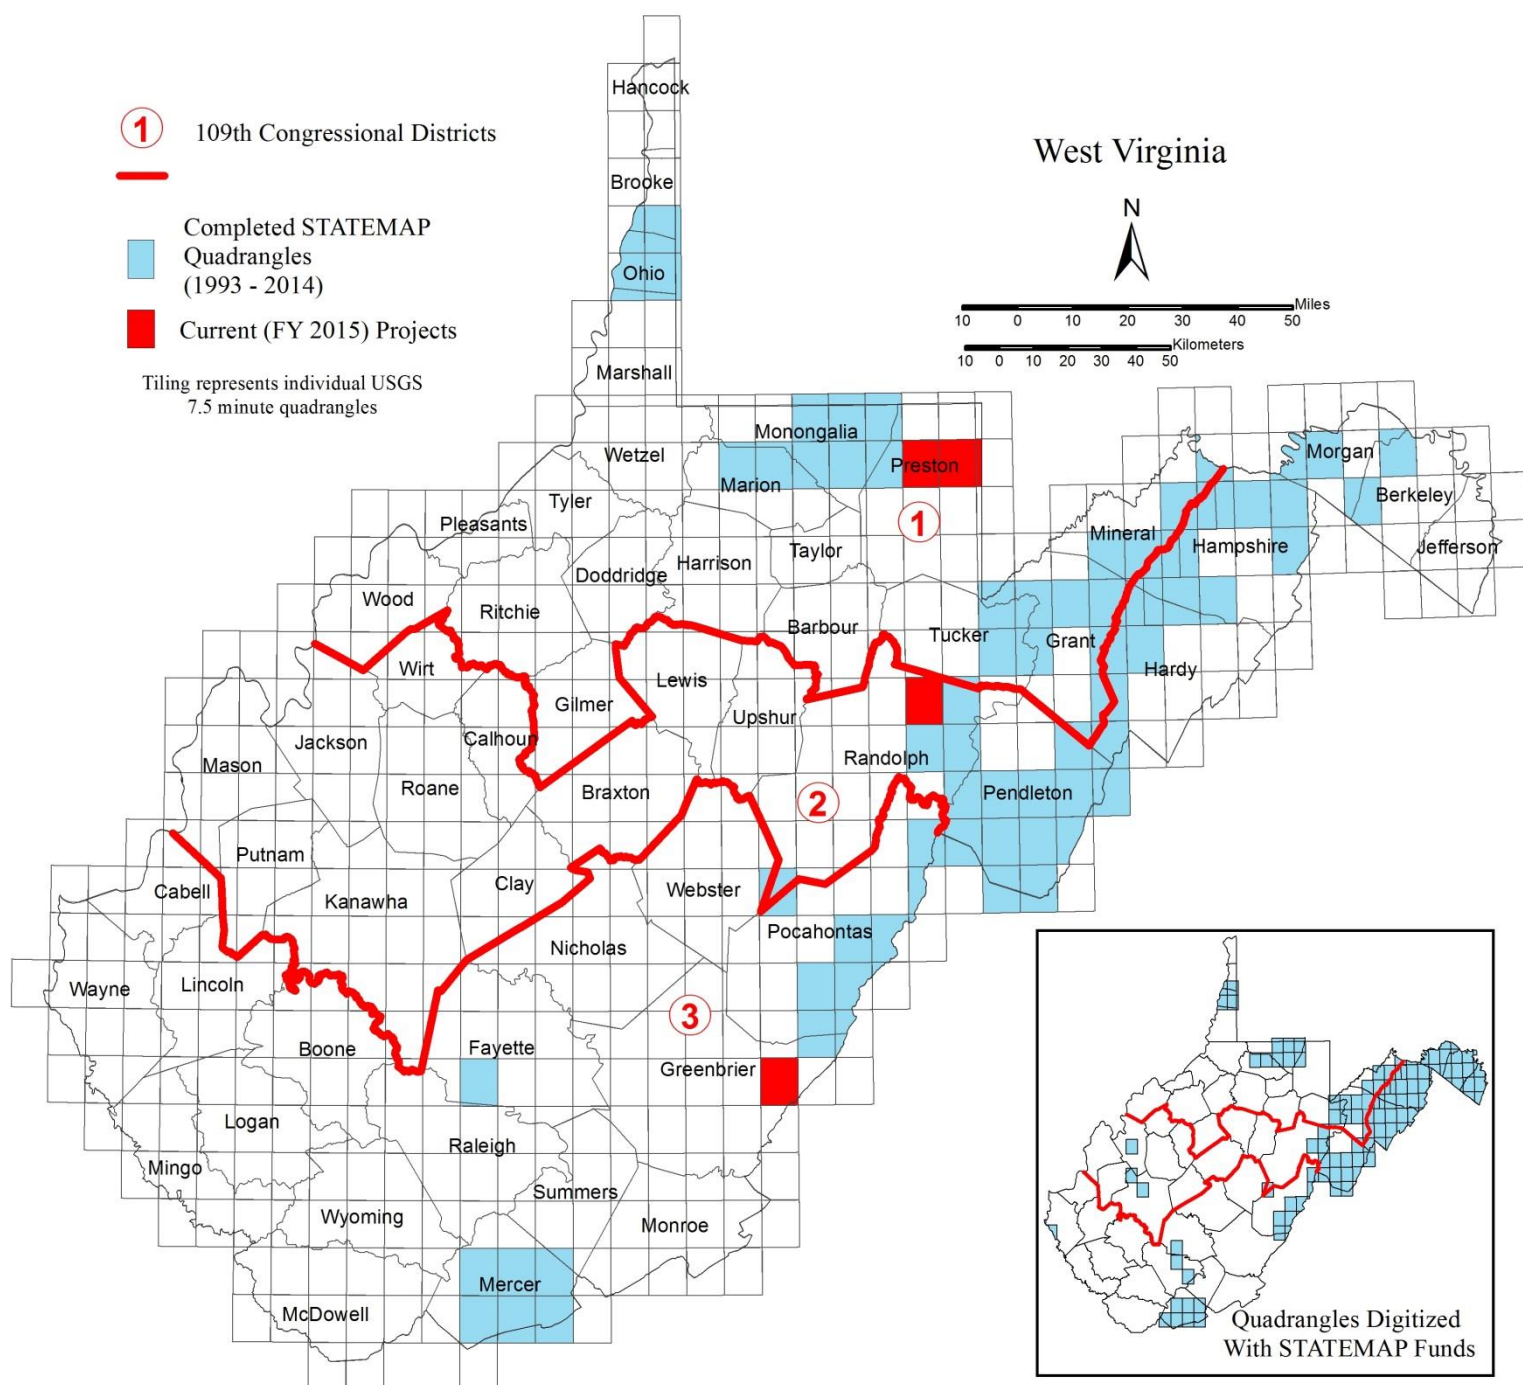 Hancock
1 109th Congressional Districts
West Virginia
Brooke
N
Completed STATEMAP
Quadrangles
(1993 - 2014)
Ohio
Miles
10 0 10 20 30 40 50
Current (FY 2015) Projects
Kilometers
10 0 10 20 30 40 50
Marshall
Tiling represents individual USGS
7.5 minute quadrangles
Monongalia
Morgan
Wetzel
Preston
Marion
Berkeley
Tyler
Pleasants
1
Mineral
Hampshire
Jefferson
Taylor
Harrison
Doddridge
Wood
Ritchie
Barbour
Tucker
Grant
Wirt
Hardy
Lewis
Gilmer
Upshur
Jackson
Calhoun
Mason
Randolph
Roane
Braxton
2
Pendleton
Putnam
Cabell
Clay
Webster
Kanawha
Pocahontas
Nicholas
Wayne
Lincoln
3
Boone
Fayette
Greenbrier
Logan
Raleigh
Mingo
Summers
Wyoming
Monroe
Mercer
McDowell
Quadrangles Digitized
With STATEMAP Funds